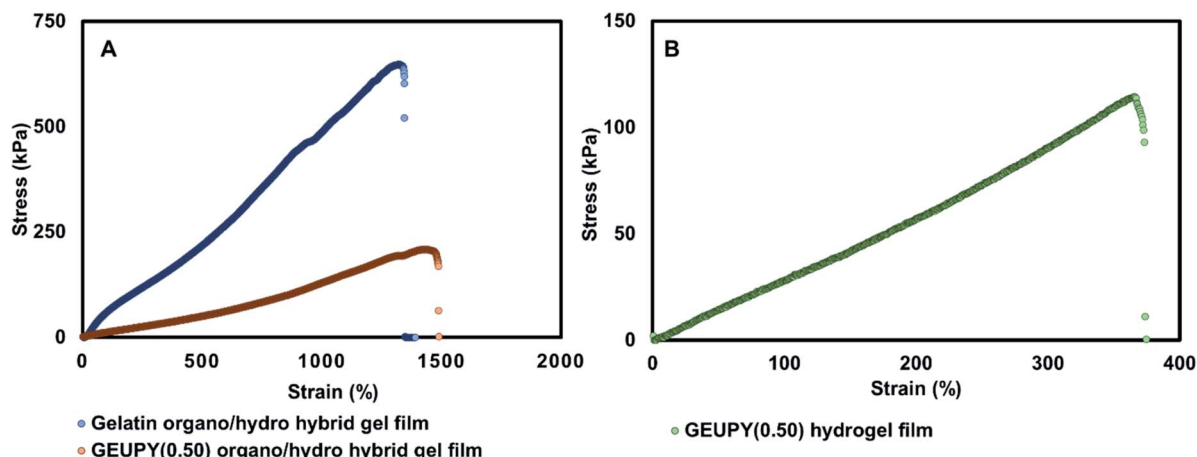 A
Stress (kPa)
750
500
250
0
0 500 1000 1500 2000
Strain (%)
Gelatin organo/hydro hybrid gel film
GEUPY(0.50) organo/hydro hybrid gel film
B
Stress (kPa)
150
100
50
0
0 100 200 300 400
Strain (%)
GEUPY(0.50) hydrogel film